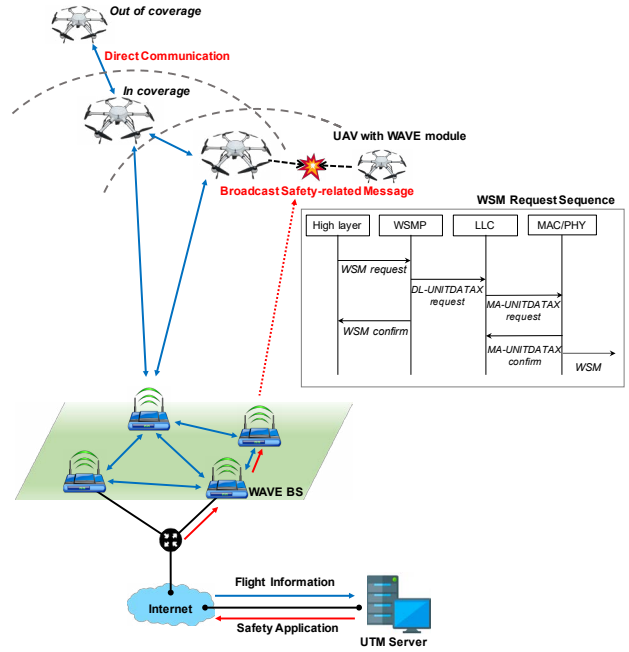 Out of coverage
Direct Communication
In coverage
UAV with WAVE module
Broadcast Safety-related Message
WSM Request Sequence
High layer
WSMP
LLC
MAC/PHY
WSM request
DL-UNITDATAX
request
MA-UNITDATAX
request
WSM confirm
MA-UNITDATAX
confirm
WSM
WAVE BS
Flight Information
Internet
Safety Application
UTM Server